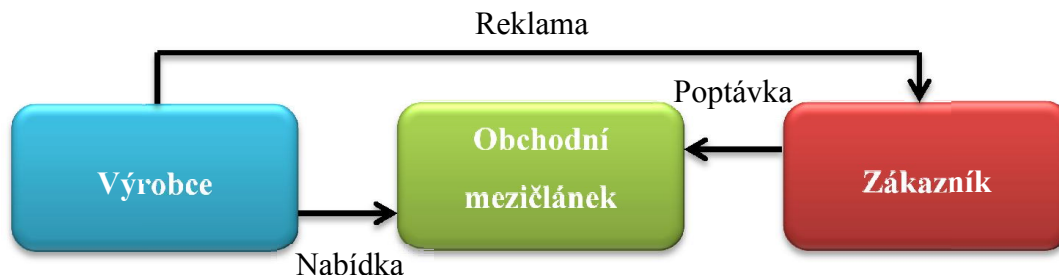 Reklama
Poptávka
Výrobce
Obchodní
mezičlánek
Zákazník
Nabídka